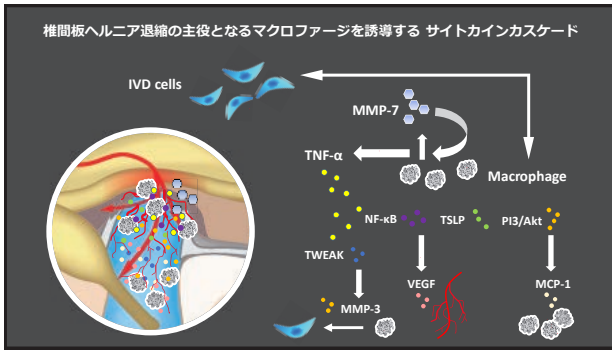 椎間板ヘルニア退縮の主役となるマクロファージを誘導する サイトカインカスケード
IVD cells
MMP-7
TNF-α
Macrophage
NF-κB
TSLP
PI3/Akt
TWEAK
VEGF
MCP-1
MMP-3